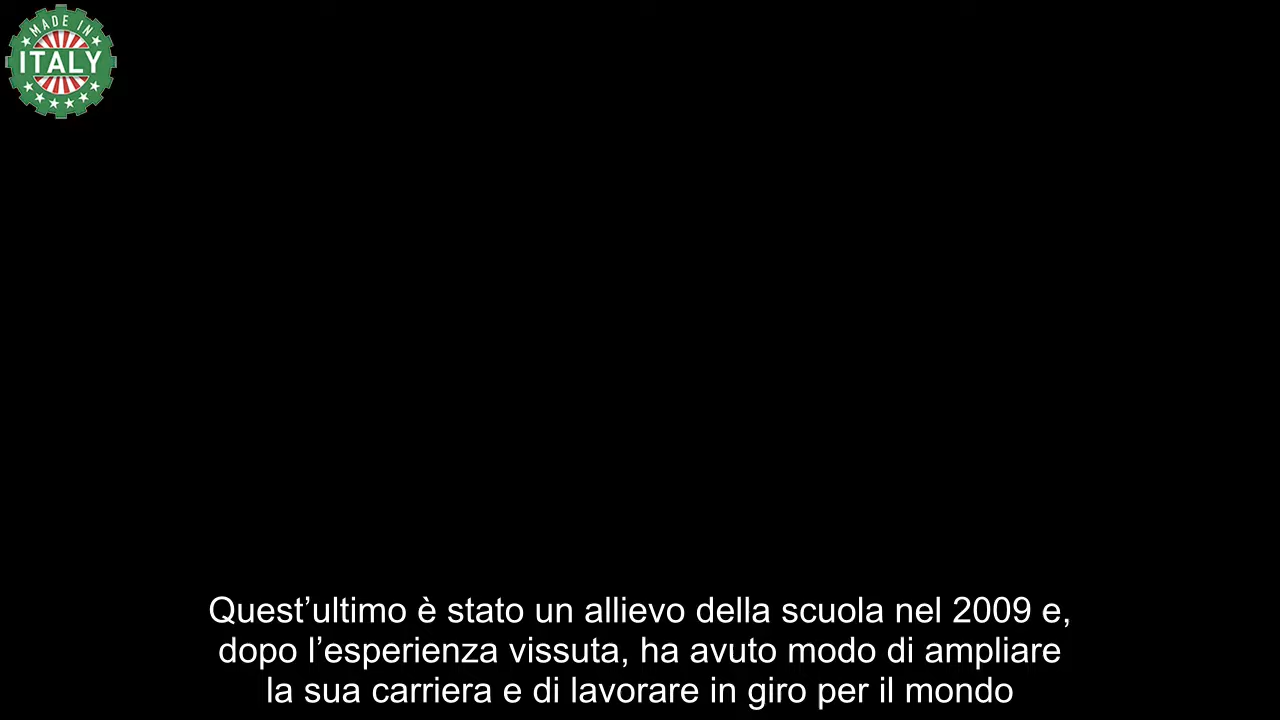 MADE IN
ITALY
Quest’ultimo è stato un allievo della scuola nel 2009 e,
dopo l’esperienza vissuta, ha avuto modo di ampliare
la sua carriera e di lavorare in giro per il mondo